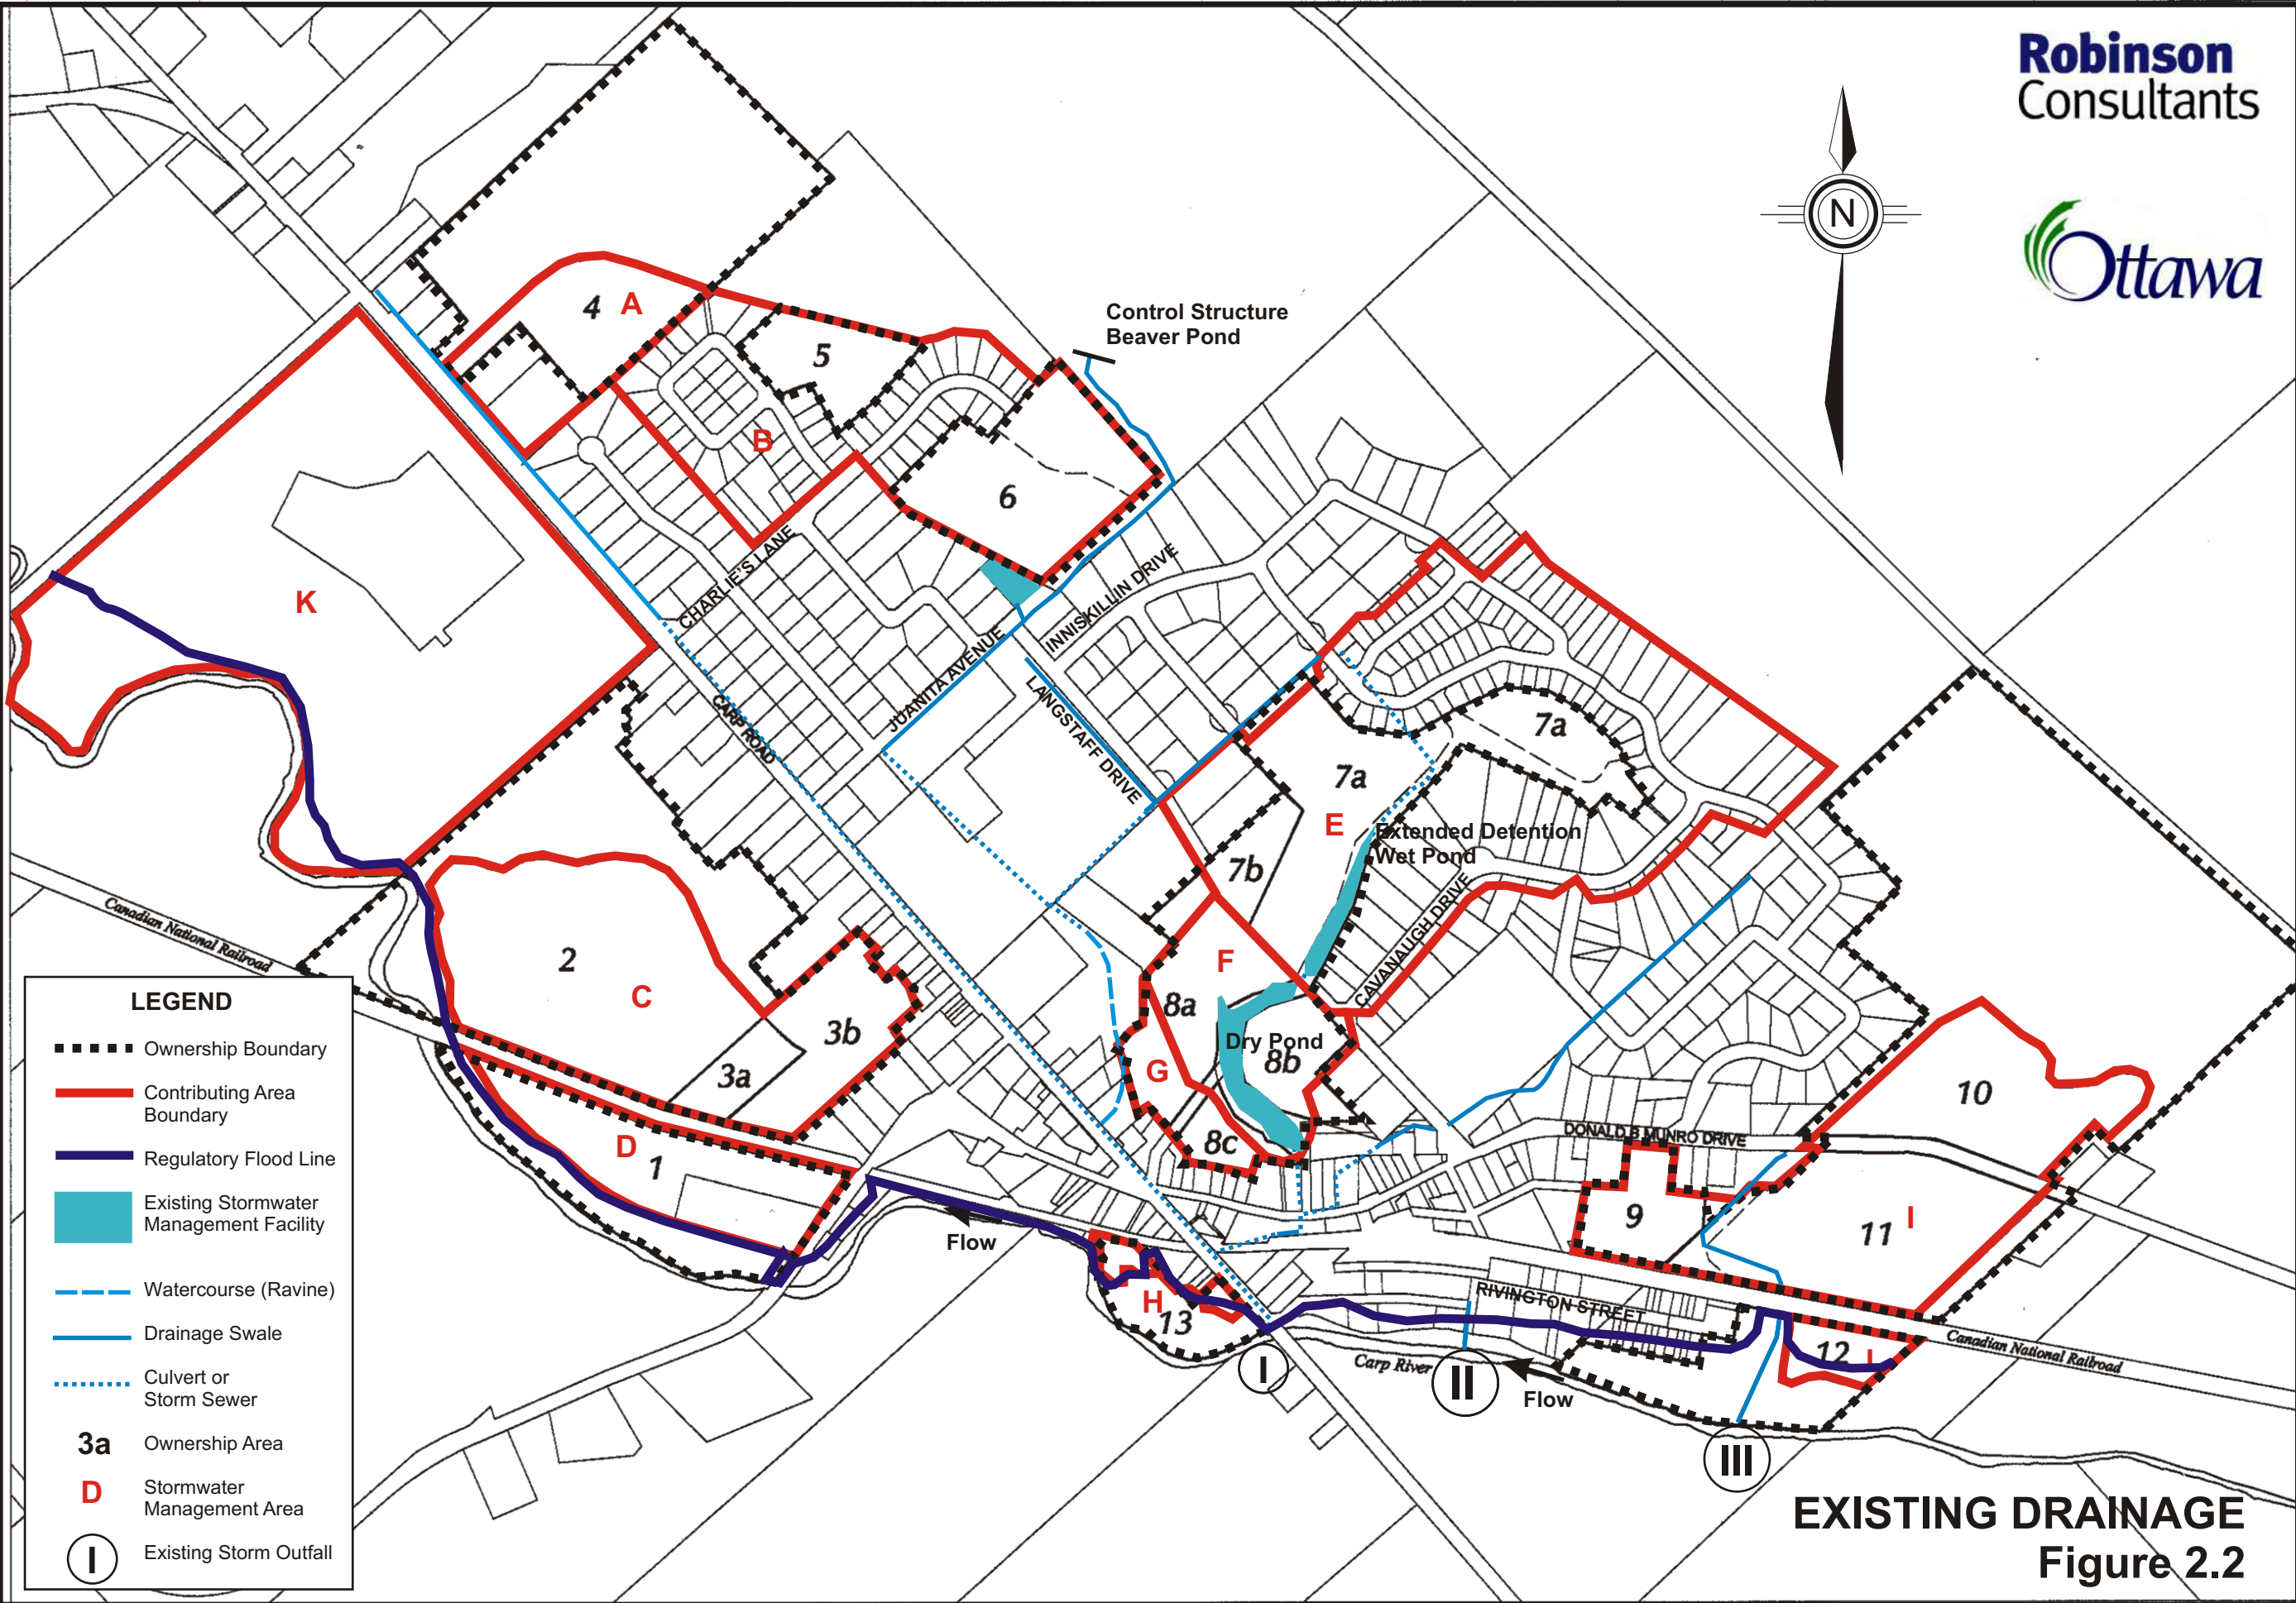 Robinson
Consultants
N
Ottawa
Control Structure
Beaver Pond
4
A
5
B
6
K
CHARLIE'S LANE
INNISKILLIN DRIVE
JUANITA AVENUE
LANGSTAFF DRIVE
CARP ROAD
7a
7a
E
Extended Detention
Wet Pond
7b
CAVANAUGH DRIVE
Canadian National Railroad
2
C
3b
3a
F
8a
Dry Pond
8b
G
8c
10
DONALD B MUNRO DRIVE
D
1
9
11
I
Flow
H
13
RIVINGTON STREET
12
I
Canadian National Railroad
Carp River
Flow
I
II
III
LEGEND
Ownership Boundary
Contributing Area
Boundary
Regulatory Flood Line
Existing Stormwater
Management Facility
Watercourse (Ravine)
Drainage Swale
Culvert or
Storm Sewer
3a Ownership Area
D Stormwater
Management Area
I Existing Storm Outfall
EXISTING DRAINAGE
Figure 2.2